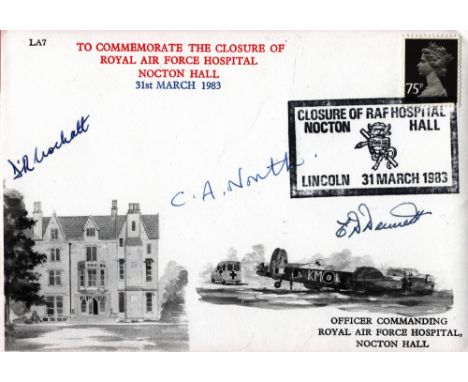 LA7
TO COMMEMORATE THE CLOSURE OF
ROYAL AIR FORCE HOSPITAL
NOCTON HALL
31st MARCH 1983
75P
CLOSURE OF RAF HOSPITAL
NOCTON HALL
LINCOLN 31 MARCH 1983
C. A. North.
KM O
OFFICER COMMANDING
ROYAL AIR FORCE HOSPITAL,
NOCTON HALL